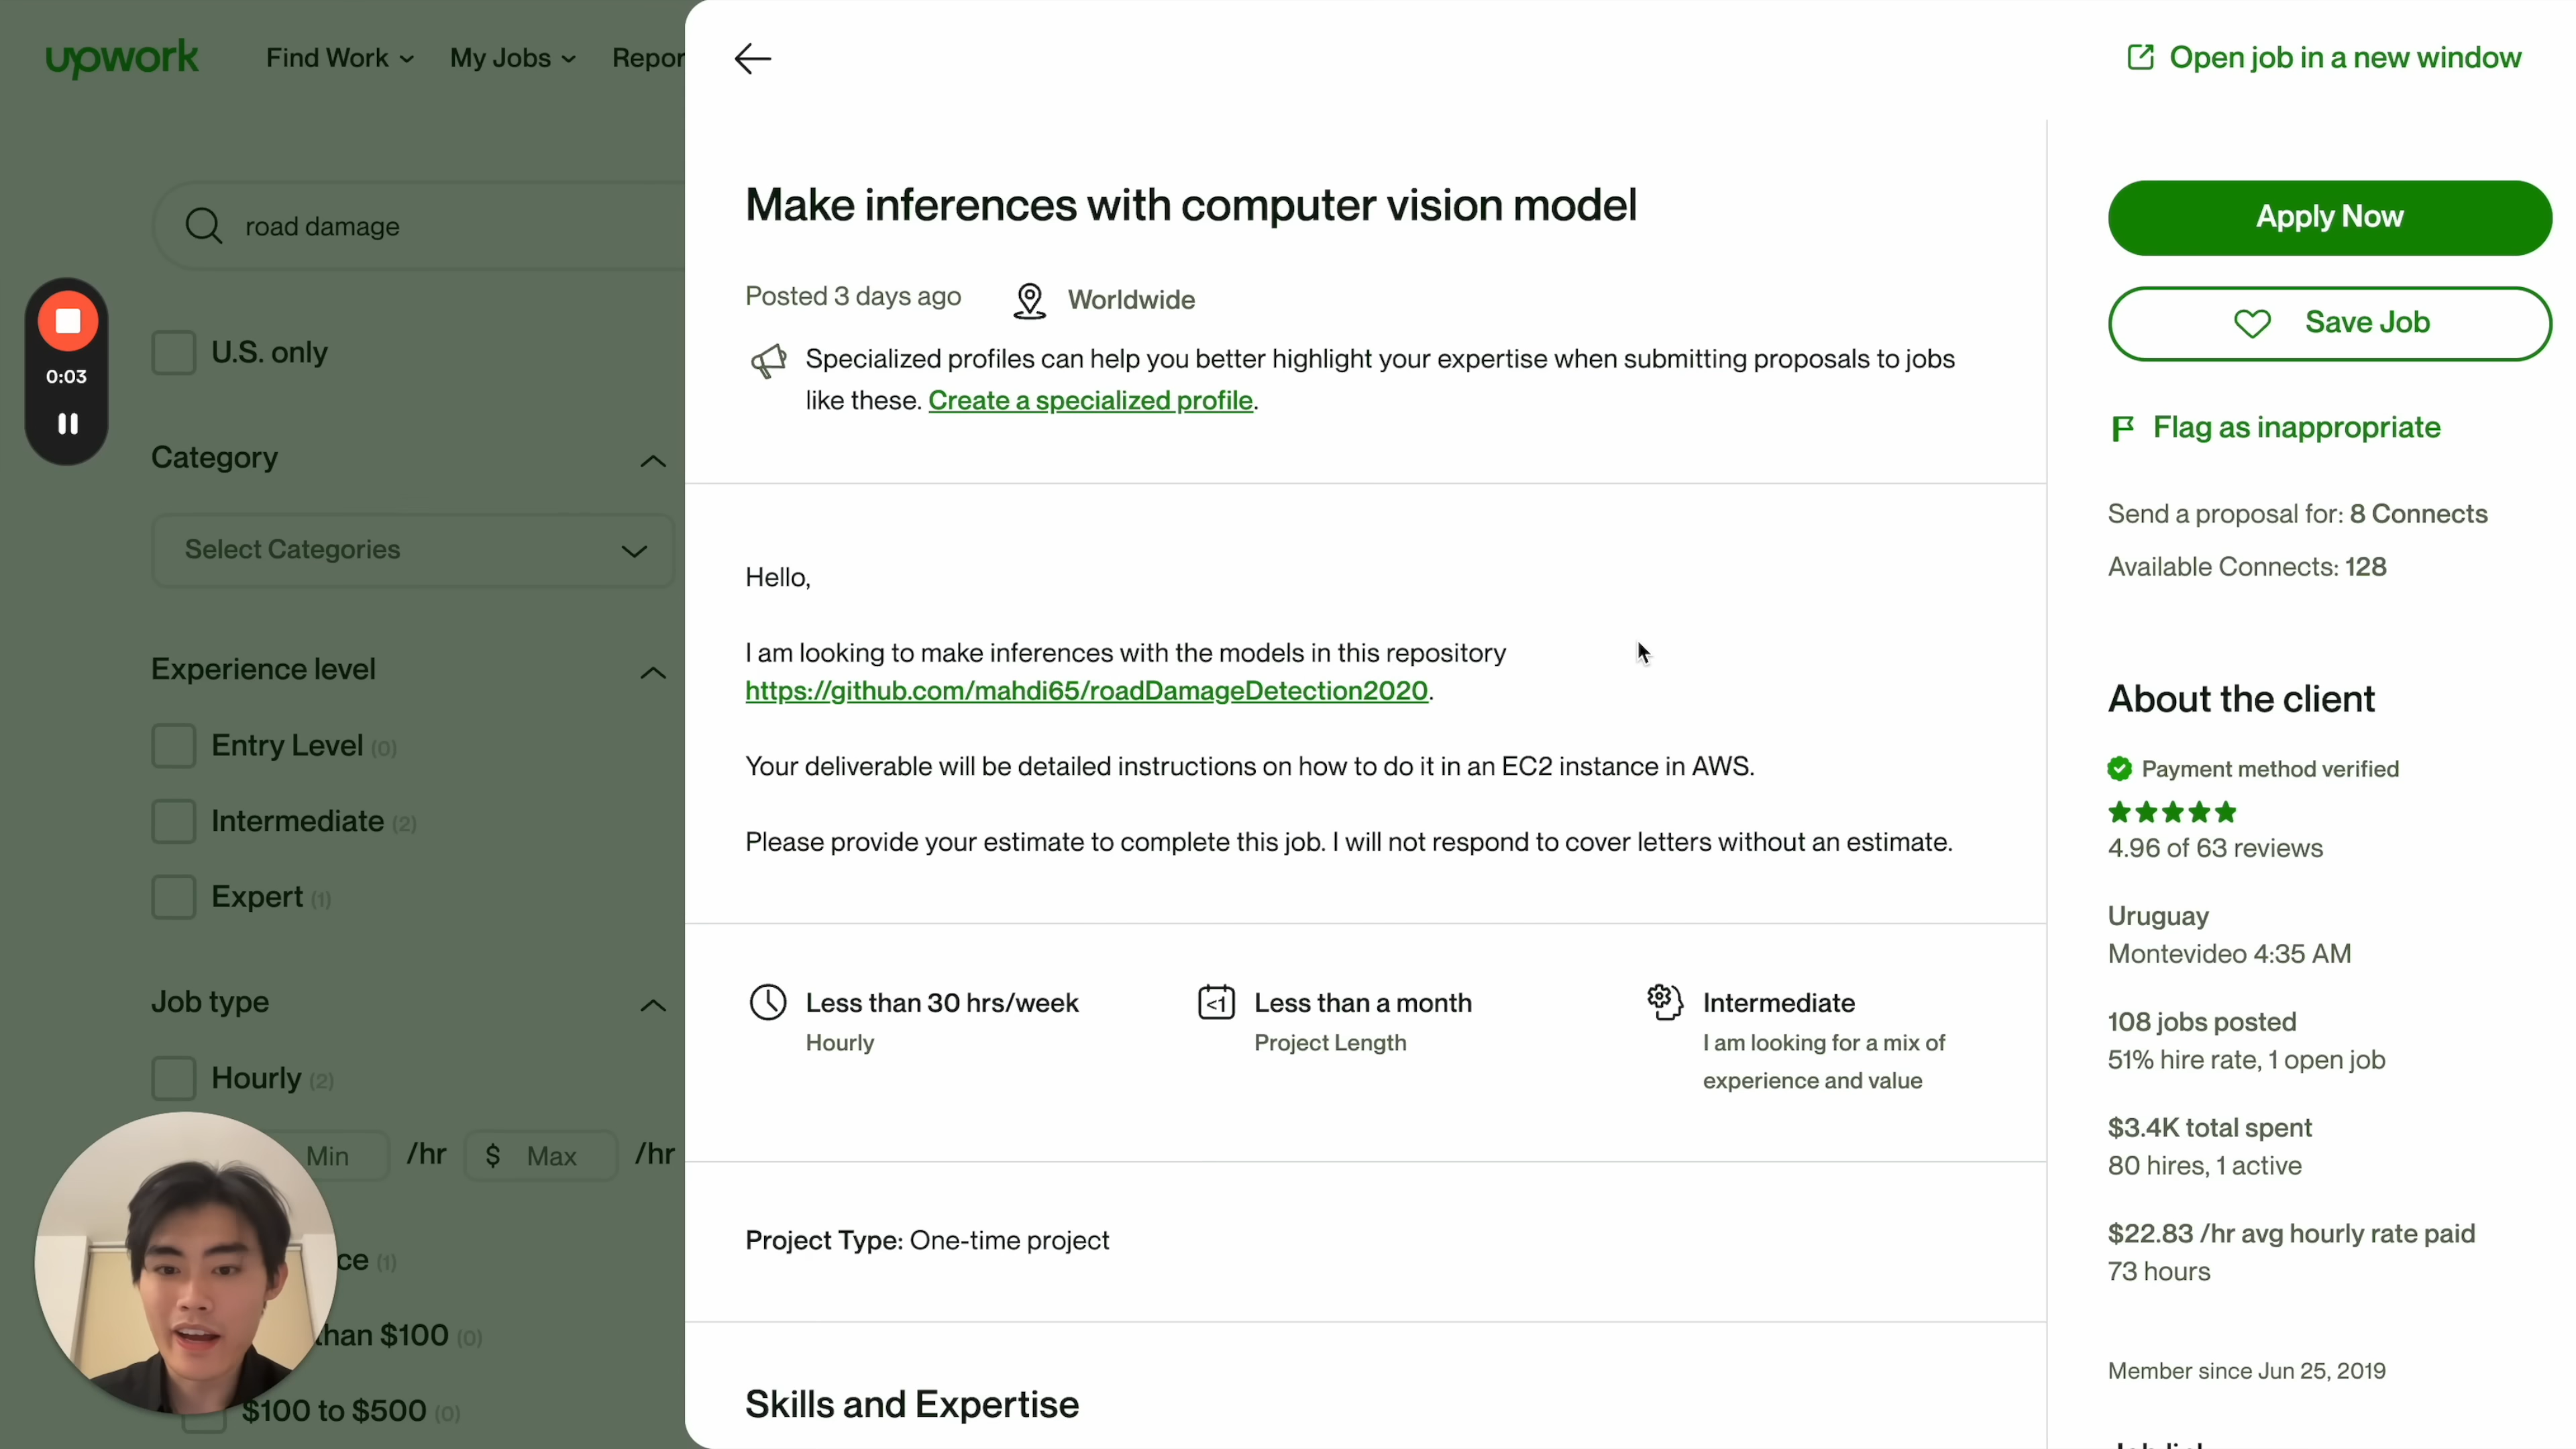 upwork
Find Work
My Jobs
Repor
road damage
U.S. only
0:03
Category
Select Categories
Experience level
Entry Level (0)
Intermediate (2)
Expert (1)
Job type
Hourly (2)
Min /hr $ Max /hr
ce (1)
than $100 (0)
$100 to $500 (0)
Open job in a new window
Make inferences with computer vision model
Posted 3 days ago
Worldwide
Specialized profiles can help you better highlight your expertise when submitting proposals to jobs
like these. Create a specialized profile.
Hello,
I am looking to make inferences with the models in this repository
https://github.com/mahdi65/roadDamageDetection2020.
Your deliverable will be detailed instructions on how to do it in an EC2 instance in AWS.
Please provide your estimate to complete this job. I will not respond to cover letters without an estimate.
Less than 30 hrs/week
Hourly
<1
Less than a month
Project Length
Intermediate
I am looking for a mix of
experience and value
Project Type: One-time project
Skills and Expertise
Apply Now
Save Job
Flag as inappropriate
Send a proposal for: 8 Connects
Available Connects: 128
About the client
Payment method verified
4.96 of 63 reviews
Uruguay
Montevideo 4:35 AM
108 jobs posted
51% hire rate, 1 open job
$3.4K total spent
80 hires, 1 active
$22.83 /hr avg hourly rate paid
73 hours
Member since Jun 25, 2019